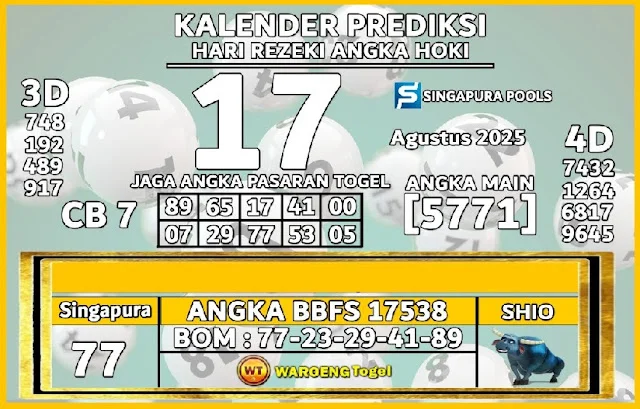 KALENDER PREDIKSI
HARI REZEKI ANGKA HOKI
17
3D
748
192
489
917
SINGAPURA POOLS
Agustus 2025
4D
7432
1264
6817
9645
JAGA ANGKA PASARAN TOGEL
ANGKA MAIN
[5771]
CB 7
89 65 17 41 00
07 29 77 53 05
Singapura
77
ANGKA BBFS 17538
BOM : 77-23-29-41-89
WT WAROENG Togel
SHIO